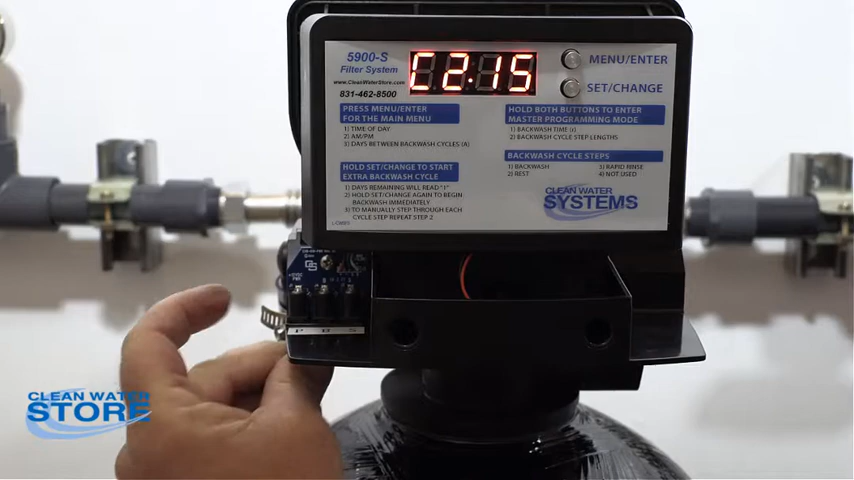 5900-S
Filter System
www.CleanWaterStore.com
831-462-8500
C2.15
MENU/ENTER
SET/CHANGE
PRESS MENU/ENTER
FOR THE MAIN MENU
1) TIME OF DAY
2) AM/PM
3) DAYS BETWEEN BACKWASH CYCLES (A)
HOLD SET/CHANGE TO START
EXTRA BACKWASH CYCLE
1) DAYS REMAINING WILL READ "1"
2) HOLD SET/CHANGE AGAIN TO BEGIN
BACKWASH IMMEDIATELY
3) TO MANUALLY STEP THROUGH EACH
CYCLE STEP REPEAT STEP 2
HOLD BOTH BUTTONS TO ENTER
MASTER PROGRAMMING MODE
1) BACKWASH TIME (s)
2) BACKWASH CYCLE STEP LENGTHS
BACKWASH CYCLE STEPS
1) BACKWASH
2) REST
3) RAPID RINSE
4) NOT USED
CLEAN WATER
SYSTEMS
CLEAN WATER
STORE